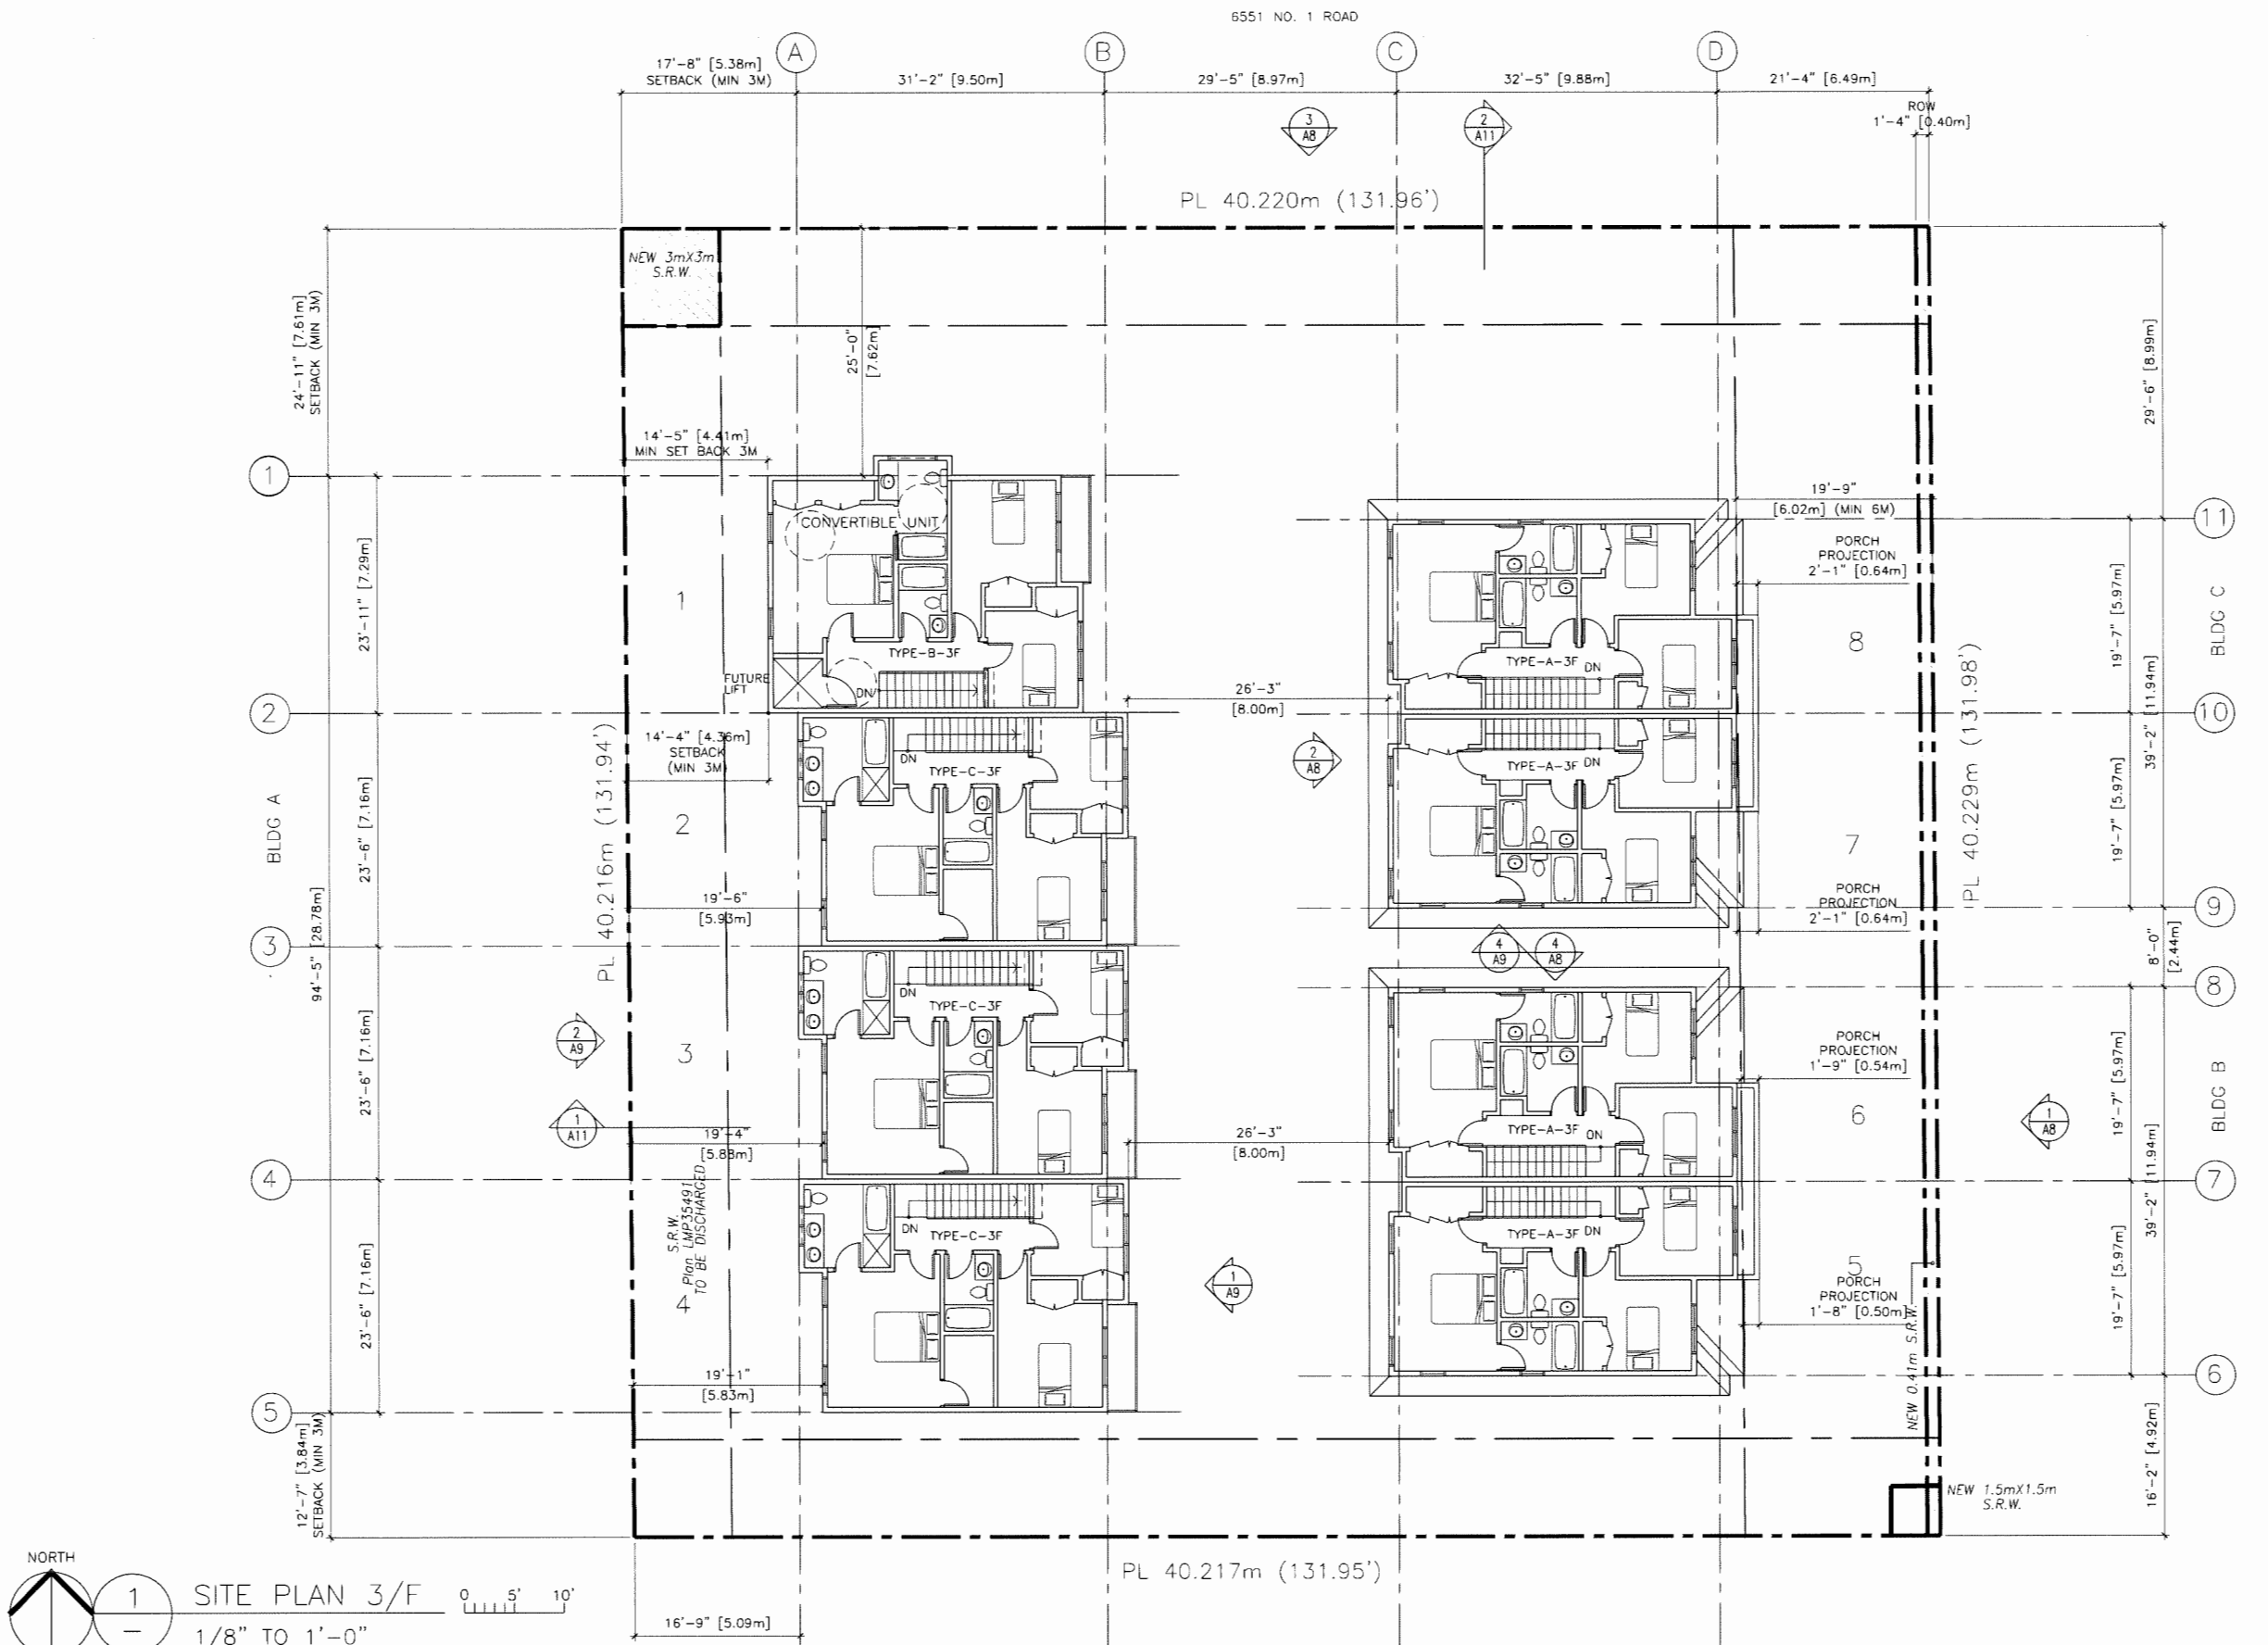 6551 NO. 1 ROAD
A
B
C
D
17'-8" [5.38m]
SETBACK (MIN 3M)
31'-2" [9.50m]
29'-5" [8.97m]
32'-5" [9.88m]
21'-4" [6.49m]
ROW
1'-4" [0.40m]
3
A8
2
A11
PL 40.220m (131.96')
NEW 3mX3m
S.R.W.
24'-11" [7.61m]
SETBACK (MIN 3M)
25'-0"
[7.62m]
29'-6" [8.99m]
14'-5" [4.41m]
MIN SET BACK 3M
1
CONVERTIBLE UNIT
19'-9"
[6.02m] (MIN 6M)
11
PORCH
PROJECTION
2'-1" [0.64m]
23'-11" [7.29m]
1
TYPE-B-3F
FUTURE
LIFT
DN
TYPE-A-3F
DN
8
19'-7" [5.97m]
BLDG C
2
26'-3"
[8.00m]
10
14'-4" [4.36m]
SETBACK
(MIN 3M)
PL 40.216m (131.94')
DN
TYPE-C-3F
2
A8
TYPE-A-3F
DN
PL 40.229m (131.98')
39'-2" [11.94m]
BLDG A
23'-6" [7.16m]
2
7
19'-7" [5.97m]
19'-6"
[5.93m]
PORCH
PROJECTION
2'-1" [0.64m]
9
94'-5" [28.78m]
3
4
A9
4
A8
8'-0"
[2.44m]
DN
TYPE-C-3F
8
2
A9
3
23'-6" [7.16m]
PORCH
PROJECTION
1'-9" [0.54m]
19'-7" [5.97m]
BLDG B
1
A11
19'-4"
[5.88m]
26'-3"
[8.00m]
TYPE-A-3F
DN
6
1
A8
4
7
S.R.W.
Plan LMP35491
TO BE DISCHARGED
DN
TYPE-C-3F
TYPE-A-3F
DN
39'-2" [11.94m]
23'-6" [7.16m]
4
1
A9
5
PORCH
PROJECTION
1'-8" [0.50m]
19'-7" [5.97m]
NEW 0.41m S.R.W.
19'-1"
[5.83m]
6
5
12'-7" [3.84m]
SETBACK (MIN 3M)
16'-2" [4.92m]
NEW 1.5mX1.5m
S.R.W.
PL 40.217m (131.95')
NORTH
1
SITE PLAN 3/F
0 5' 10'
1/8" TO 1'-0"
16'-9" [5.09m]